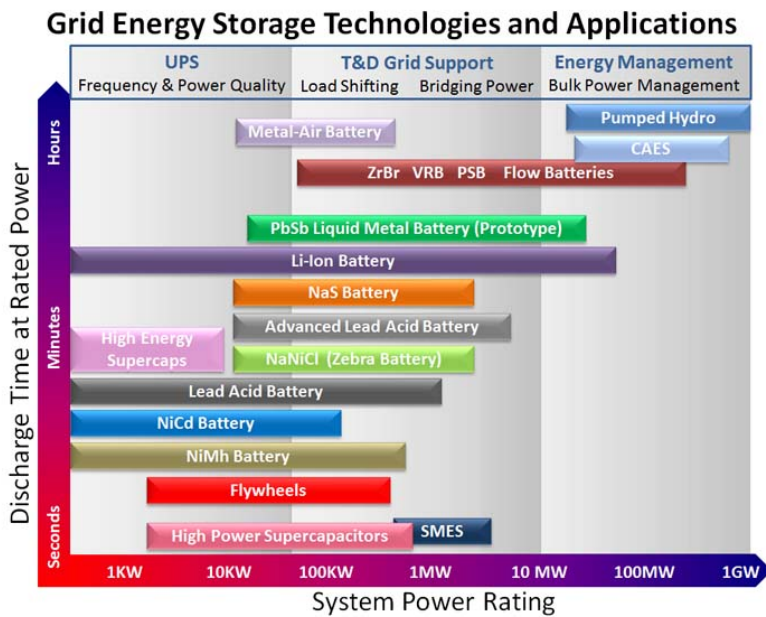 Grid Energy Storage Technologies and Applications
UPS
Frequency & Power Quality
T&D Grid Support
Load Shifting Bridging Power
Energy Management
Bulk Power Management
Discharge Time at Rated Power
Hours
Minutes
Seconds
Pumped Hydro
Metal-Air Battery
CAES
ZrBr VRB PSB Flow Batteries
PbSb Liquid Metal Battery (Prototype)
Li-Ion Battery
NaS Battery
Advanced Lead Acid Battery
High Energy
Supercaps
NaNiCl (Zebra Battery)
Lead Acid Battery
NiCd Battery
NiMh Battery
Flywheels
High Power Supercapacitors
SMES
1KW 10KW 100KW 1MW 10 MW 100MW 1GW
System Power Rating